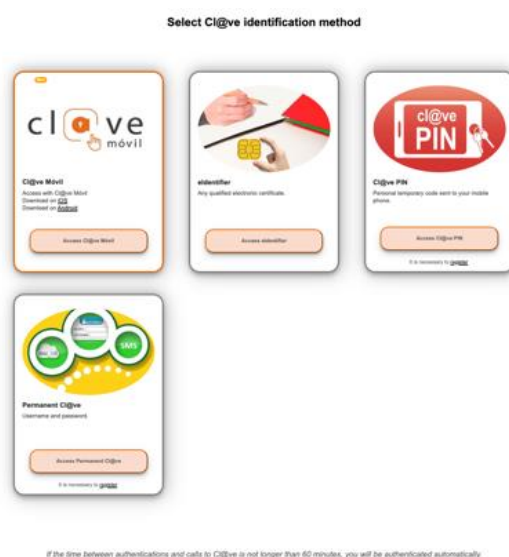 Select Cl@ve identification method
cl@ve
móvil
Cl@ve Móvil
Access with Cl@ve Móvil
Download on iOS
Download on Android
Access Cl@ve Móvil
eIdentifier
Any qualified electronic certificate.
Access eIdentifier
cl@ve
PIN
Cl@ve PIN
Personal temporary code sent to your mobile
phone.
Access Cl@ve PIN
It is necessary to register
SMS
Permanent Cl@ve
Username and password.
Access Permanent Cl@ve
It is necessary to register
If the time between authentications and calls to Cl@ve is not longer than 60 minutes, you will be authenticated automatically